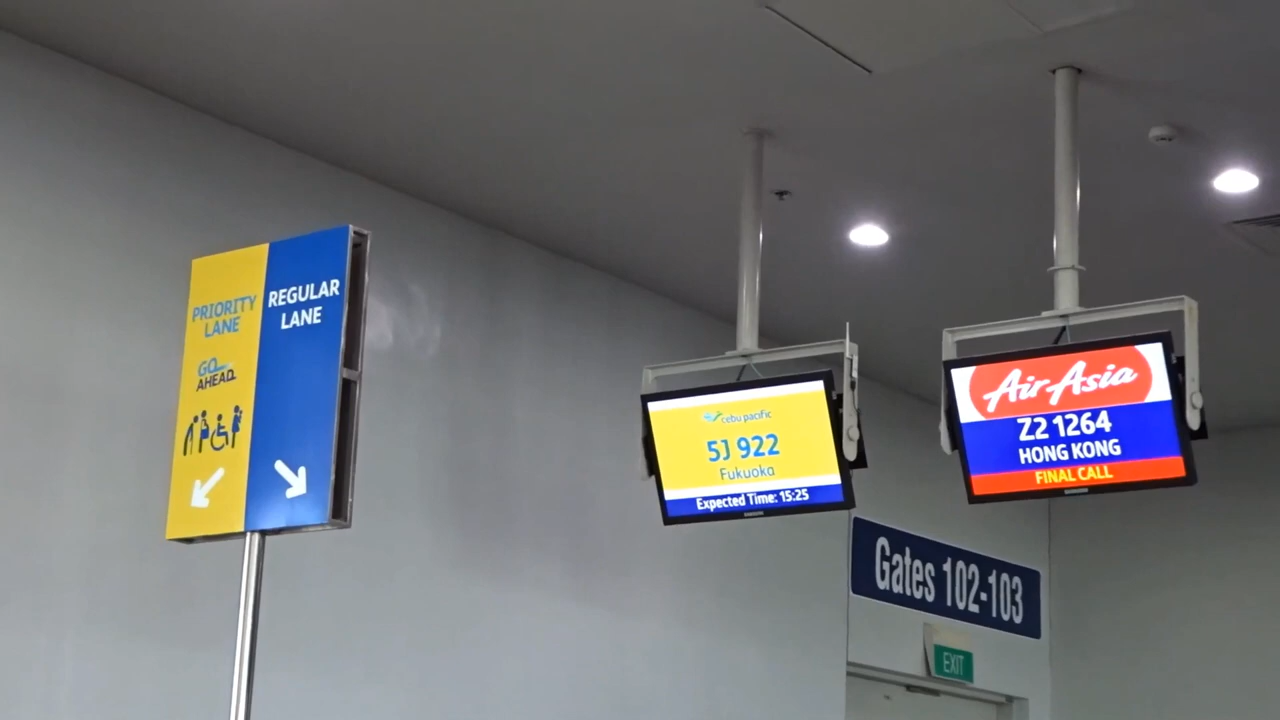 PRIORITY
LANE
GO
AHEAD
REGULAR
LANE
cebu pacific
5J 922
Fukuoka
Expected Time: 15:25
SAMSUNG
AirAsia
Z2 1264
HONG KONG
FINAL CALL
Gates 102-103
EXIT